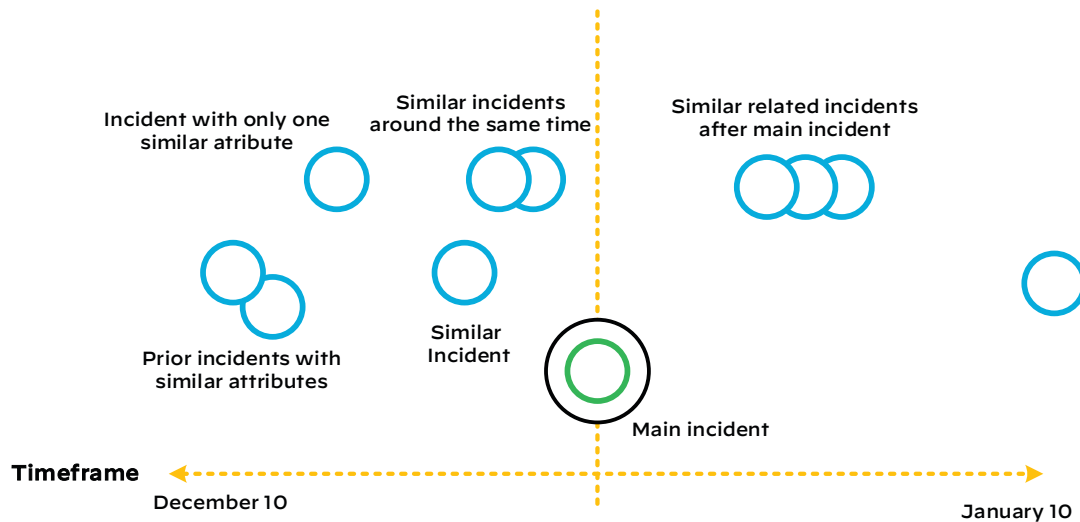 Incident with only one
similar atribute
Similar incidents
around the same time
Similar related incidents
after main incident
Prior incidents with
similar attributes
Similar
Incident
Main incident
Timeframe
December 10
January 10